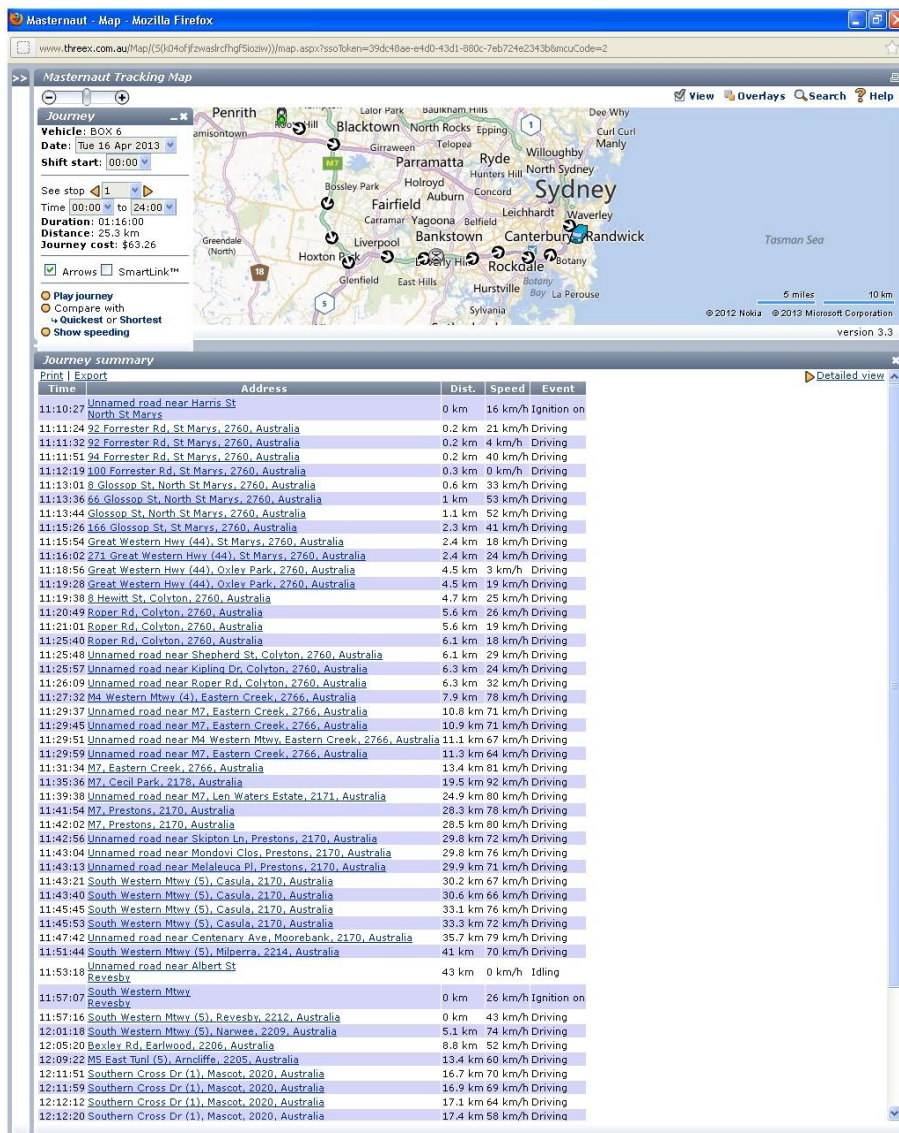 Masternaut - Map - Mozilla Firefox
www.threex.com.au/Map/(S(k04ofjfzwaslrcfhgf5ioziw))/map.aspx?ssoToken=39dc48ae-e4d0-43d1-880c-7eb724e2343b&mcuCode=2
>> Masternaut Tracking Map
View Overlays Search Help
Journey
Vehicle: BOX 6
Date: Tue 16 Apr 2013
Shift start: 00:00
See stop 1
Time 00:00 to 24:00
Duration: 01:16:00
Distance: 25.3 km
Journey cost: $63.26
Arrows SmartLink™
Play journey
Compare with
Quickest or Shortest
Show speeding
Penrith
Lalor Park
Baulkham Hills
Dee Why
Blacktown
North Rocks
Epping
1
Curl Curl
Girraween
Telopea
Willoughby
Manly
M7
Parramatta
Ryde
Hunters Hill
North Sydney
Bossley Park
Holroyd
Concord
Sydney
Auburn
Fairfield
Leichhardt
Waverley
Carramar
Yagoona
Belfield
Greendale
(North)
Liverpool
Bankstown
Canterbury
Randwick
Tasman Sea
Hoxton Park
18
Rockdale
Botany
Glenfield
East Hills
Hurstville
Botany
Bay
La Perouse
5
Sylvania
5 miles 10 km
© 2012 Nokia © 2013 Microsoft Corporation
version 3.3
Journey summary
Print | Export Detailed view
Time Address Dist. Speed Event
11:10:27 Unnamed road near Harris St
North St Marys 0 km 16 km/h Ignition on
11:11:24 92 Forrester Rd, St Marys, 2760, Australia 0.2 km 21 km/h Driving
11:11:32 92 Forrester Rd, St Marys, 2760, Australia 0.2 km 4 km/h Driving
11:11:51 94 Forrester Rd, St Marys, 2760, Australia 0.2 km 40 km/h Driving
11:12:19 100 Forrester Rd, St Marys, 2760, Australia 0.3 km 0 km/h Driving
11:13:01 8 Glossop St, North St Marys, 2760, Australia 0.6 km 33 km/h Driving
11:13:36 66 Glossop St, North St Marys, 2760, Australia 1 km 53 km/h Driving
11:13:44 Glossop St, North St Marys, 2760, Australia 1.1 km 52 km/h Driving
11:15:26 166 Glossop St, St Marys, 2760, Australia 2.3 km 41 km/h Driving
11:15:54 Great Western Hwy (44), St Marys, 2760, Australia 2.4 km 18 km/h Driving
11:16:02 271 Great Western Hwy (44), St Marys, 2760, Australia 2.4 km 24 km/h Driving
11:18:56 Great Western Hwy (44), Oxley Park, 2760, Australia 4.5 km 3 km/h Driving
11:19:28 Great Western Hwy (44), Oxley Park, 2760, Australia 4.5 km 19 km/h Driving
11:19:38 8 Hewitt St, Colyton, 2760, Australia 4.7 km 25 km/h Driving
11:20:49 Roper Rd, Colyton, 2760, Australia 5.6 km 26 km/h Driving
11:21:01 Roper Rd, Colyton, 2760, Australia 5.6 km 19 km/h Driving
11:25:40 Roper Rd, Colyton, 2760, Australia 6.1 km 18 km/h Driving
11:25:48 Unnamed road near Shepherd St, Colyton, 2760, Australia 6.1 km 29 km/h Driving
11:25:57 Unnamed road near Kipling Dr, Colyton, 2760, Australia 6.3 km 24 km/h Driving
11:26:09 Unnamed road near Roper Rd, Colyton, 2760, Australia 6.3 km 32 km/h Driving
11:27:32 M4 Western Mtwy (4), Eastern Creek, 2766, Australia 7.9 km 78 km/h Driving
11:29:37 Unnamed road near M7, Eastern Creek, 2766, Australia 10.8 km 71 km/h Driving
11:29:45 Unnamed road near M7, Eastern Creek, 2766, Australia 10.9 km 71 km/h Driving
11:29:51 Unnamed road near M4 Western Mtwy, Eastern Creek, 2766, Australia 11.1 km 67 km/h Driving
11:29:59 Unnamed road near M7, Eastern Creek, 2766, Australia 11.3 km 64 km/h Driving
11:31:34 M7, Eastern Creek, 2766, Australia 13.4 km 81 km/h Driving
11:35:36 M7, Cecil Park, 2178, Australia 19.5 km 92 km/h Driving
11:39:38 Unnamed road near M7, Len Waters Estate, 2171, Australia 24.9 km 80 km/h Driving
11:41:54 M7, Prestons, 2170, Australia 28.3 km 78 km/h Driving
11:42:02 M7, Prestons, 2170, Australia 28.5 km 80 km/h Driving
11:42:56 Unnamed road near Skipton Ln, Prestons, 2170, Australia 29.8 km 72 km/h Driving
11:43:04 Unnamed road near Mondovi Clos, Prestons, 2170, Australia 29.8 km 76 km/h Driving
11:43:13 Unnamed road near Melaleuca Pl, Prestons, 2170, Australia 29.9 km 71 km/h Driving
11:43:21 South Western Mtwy (5), Casula, 2170, Australia 30.2 km 67 km/h Driving
11:43:40 South Western Mtwy (5), Casula, 2170, Australia 30.6 km 66 km/h Driving
11:45:45 South Western Mtwy (5), Casula, 2170, Australia 33.1 km 76 km/h Driving
11:45:53 South Western Mtwy (5), Casula, 2170, Australia 33.3 km 72 km/h Driving
11:47:42 Unnamed road near Centenary Ave, Moorebank, 2170, Australia 35.7 km 79 km/h Driving
11:51:44 South Western Mtwy (5), Milperra, 2214, Australia 41 km 70 km/h Driving
11:53:18 Unnamed road near Albert St
Revesby 43 km 0 km/h Idling
11:57:07 South Western Mtwy
Revesby 0 km 26 km/h Ignition on
11:57:16 South Western Mtwy (5), Revesby, 2212, Australia 0 km 43 km/h Driving
12:01:18 South Western Mtwy (5), Narwee, 2209, Australia 5.1 km 74 km/h Driving
12:05:20 Bexley Rd, Earlwood, 2206, Australia 8.8 km 52 km/h Driving
12:09:22 M5 East Tunl (5), Arncliffe, 2205, Australia 13.4 km 60 km/h Driving
12:11:51 Southern Cross Dr (1), Mascot, 2020, Australia 16.7 km 70 km/h Driving
12:11:59 Southern Cross Dr (1), Mascot, 2020, Australia 16.9 km 69 km/h Driving
12:12:12 Southern Cross Dr (1), Mascot, 2020, Australia 17.1 km 64 km/h Driving
12:12:20 Southern Cross Dr (1), Mascot, 2020, Australia 17.4 km 58 km/h Driving